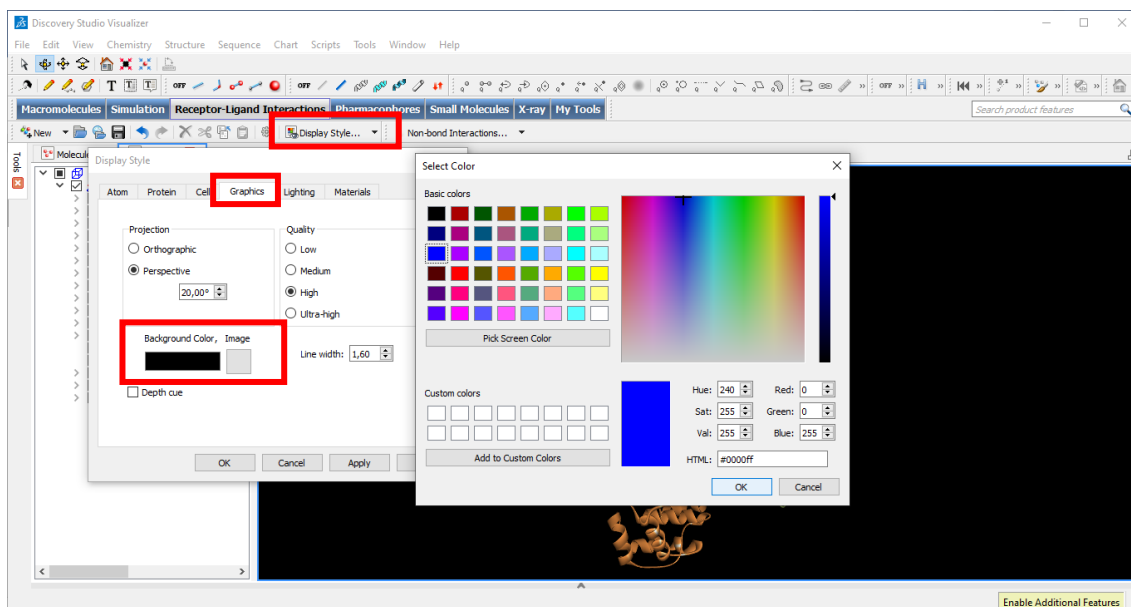 Discovery Studio Visualizer
File Edit View Chemistry Structure Sequence Chart Scripts Tools Window Help
T T T OFF OFF OFF H
Macromolecules Simulation Receptor-Ligand Interactions Pharmacophores Small Molecules X-ray My Tools Search product features
New Display Style... Non-bond Interactions...
Tools
Display Style
Atom Protein Cell Graphics Lighting Materials
Projection
Orthographic
Perspective
20,00°
Quality
Low
Medium
High
Ultra-high
Background Color, Image
Line width: 1,60
Depth cue
OK Cancel Apply
Select Color
Basic colors
Pick Screen Color
Custom colors
Add to Custom Colors
Hue: 240 Red: 0
Sat: 255 Green: 0
Val: 255 Blue: 255
HTML: #0000ff
OK Cancel
Enable Additional Features